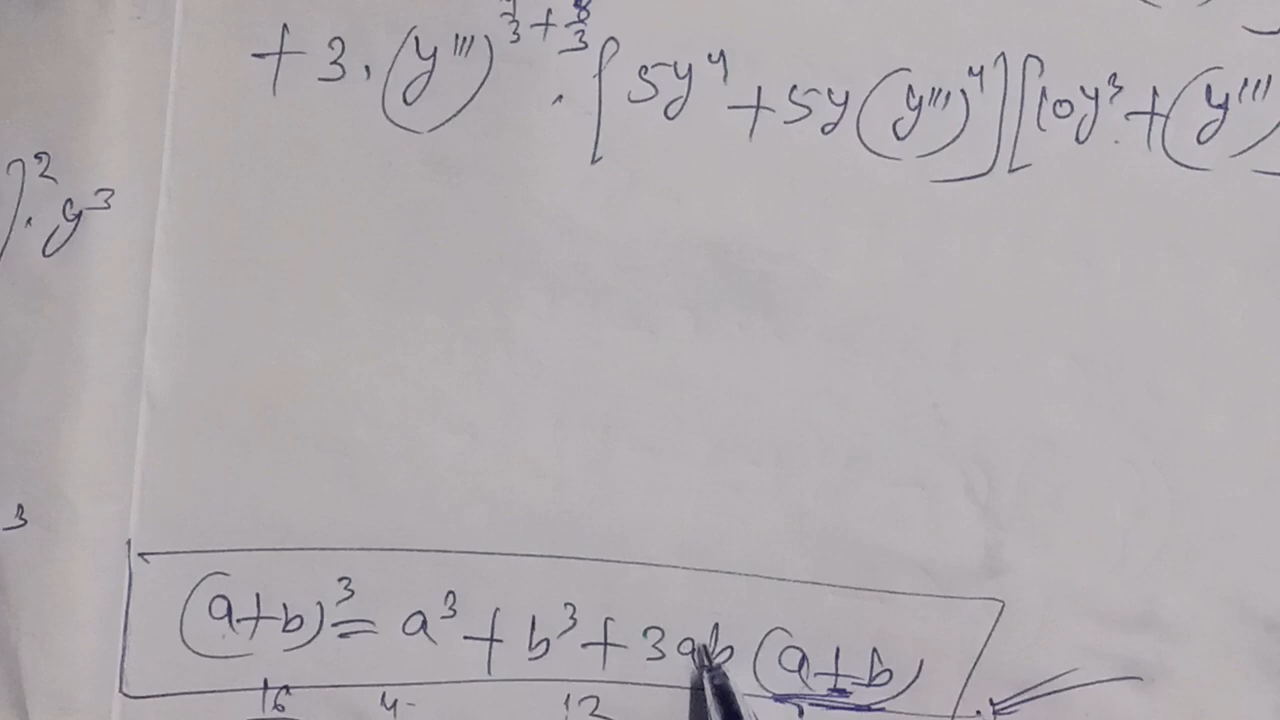 + 3. (y''')^{1/3 + 8/3} . [5y^4 + 5y(y''')^4][10y^3 + (y'''
]^2 . y^3
3
(a+b)^3 = a^3 + b^3 + 3ab(a+b)
16 4- 12